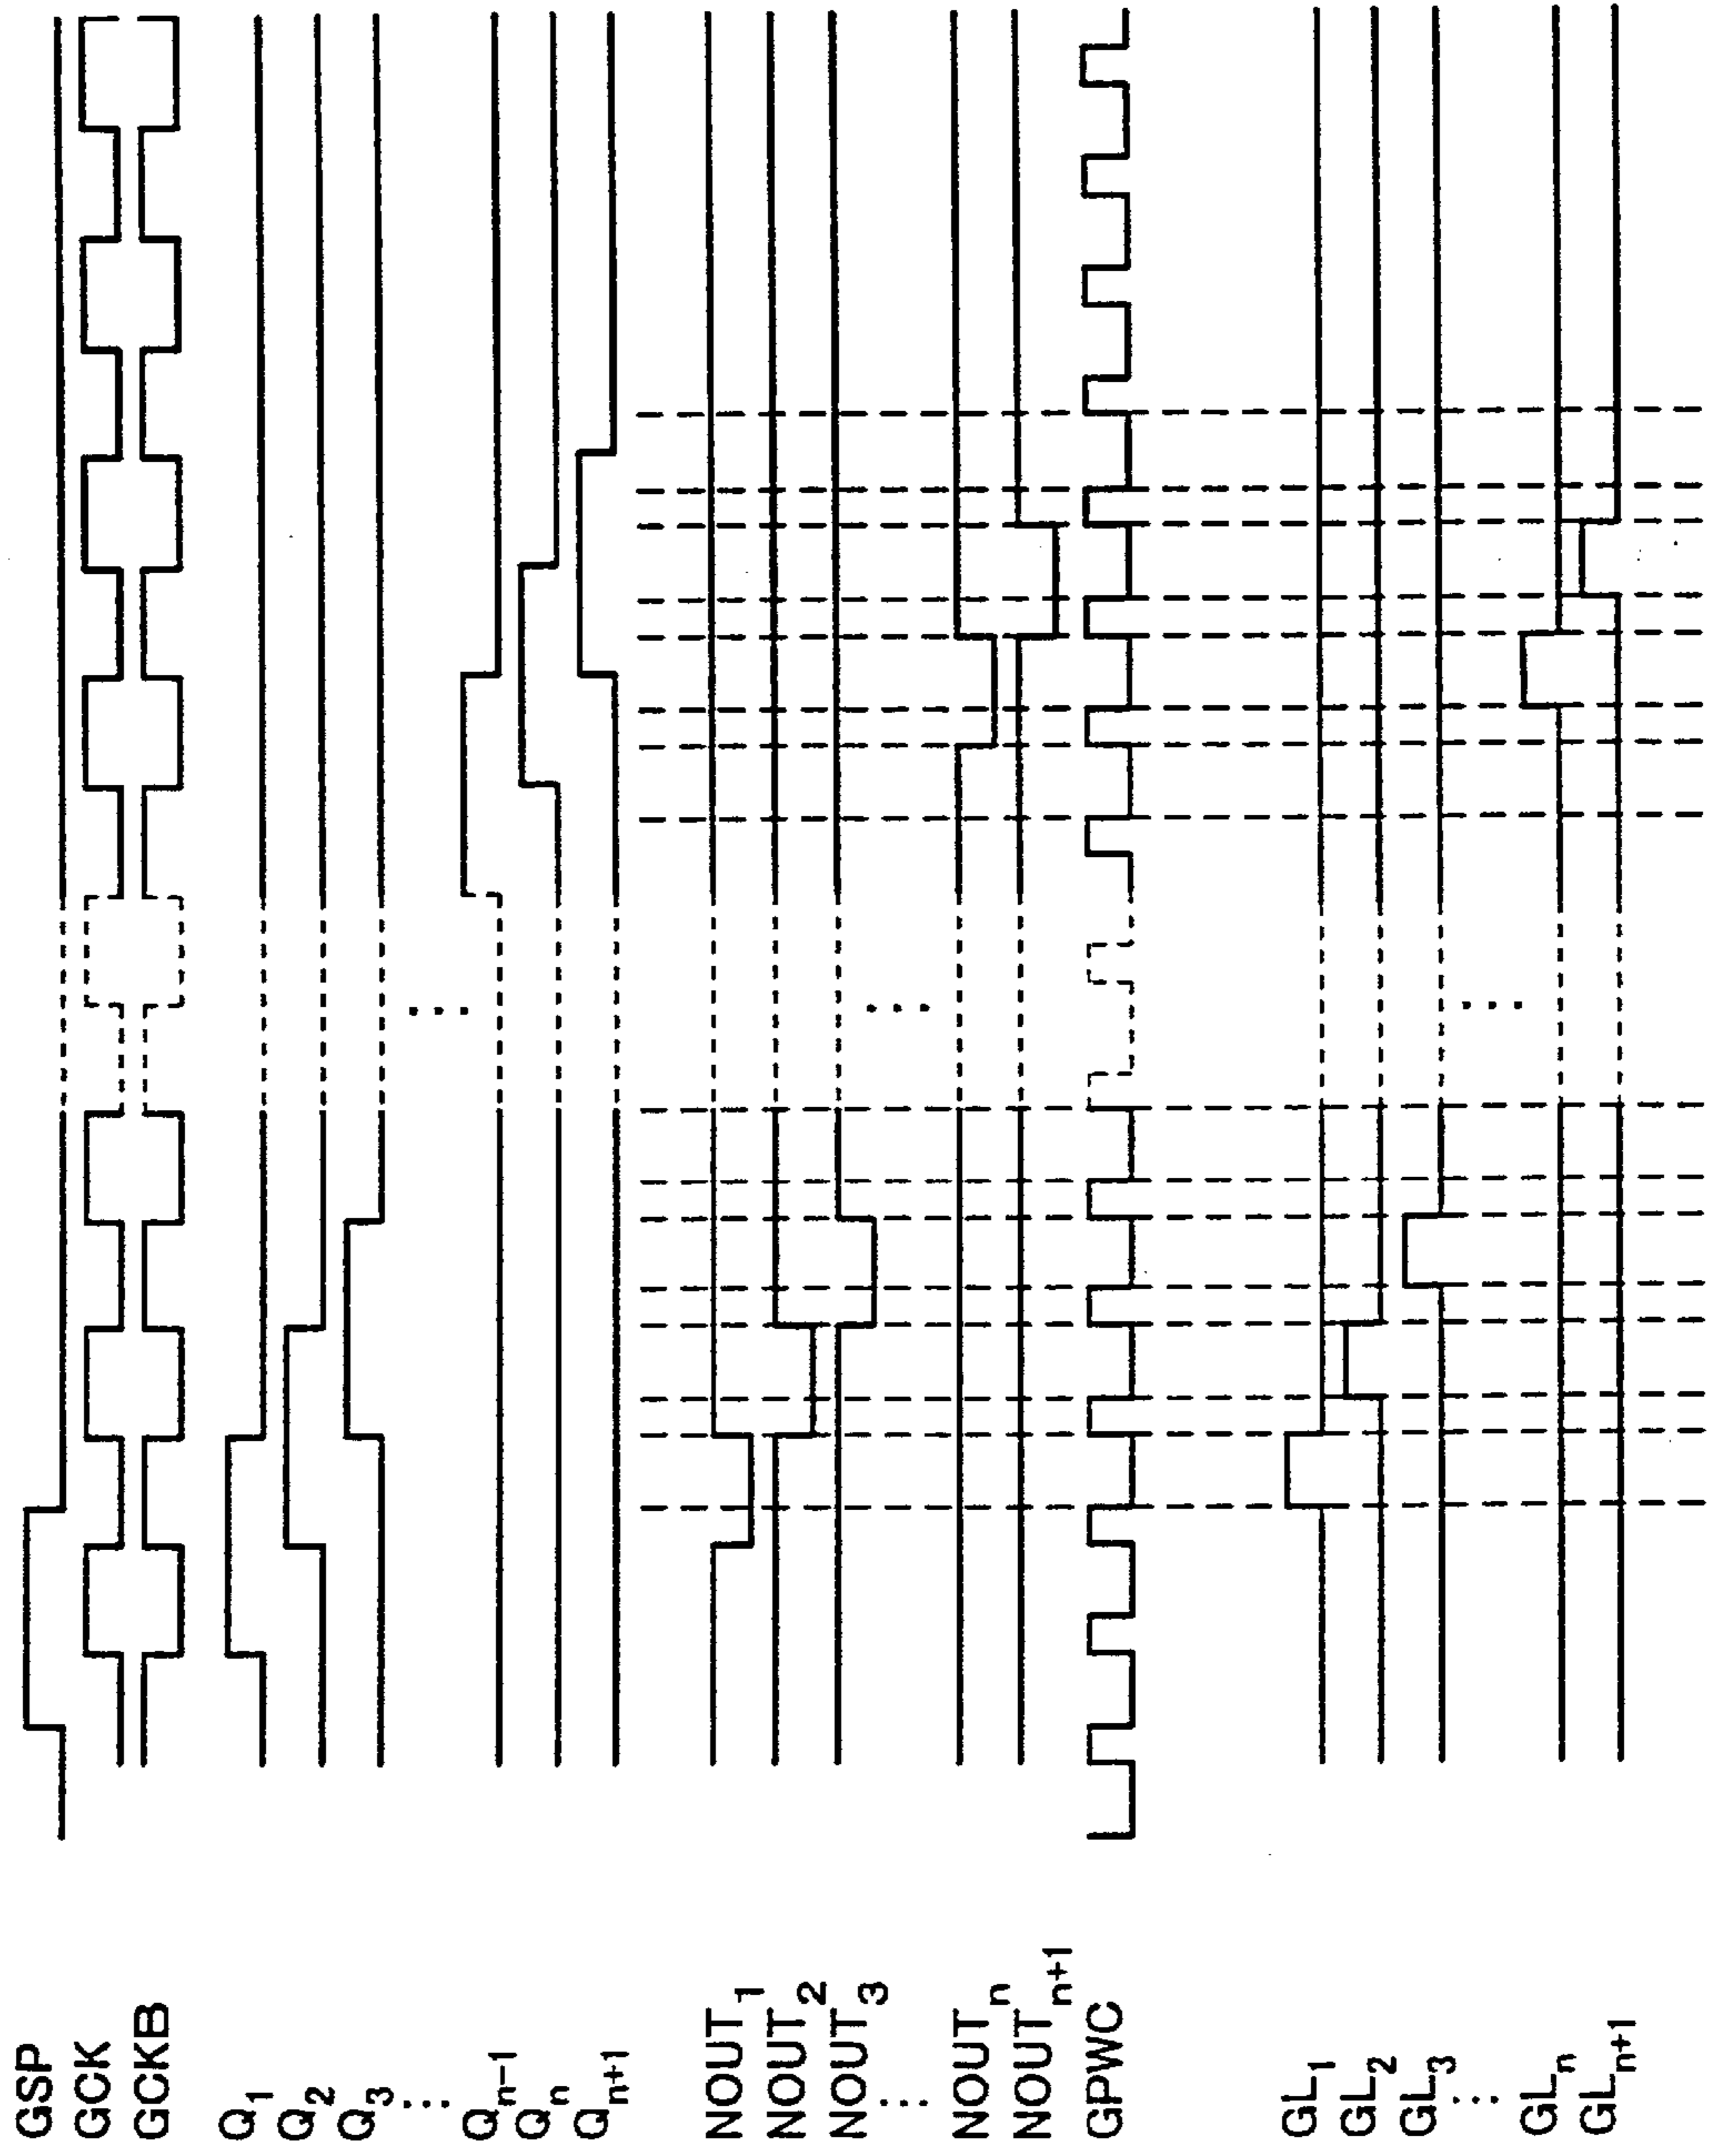 GSP
GCK
GCKB
Q1
Q2
Q3
⋮
Qn-1
Qn
Qn+1
NOUT1
NOUT2
NOUT3
⋮
NOUTn
NOUTn+1
GPWC
GL1
GL2
GL3
⋮
GLn
GLn+1